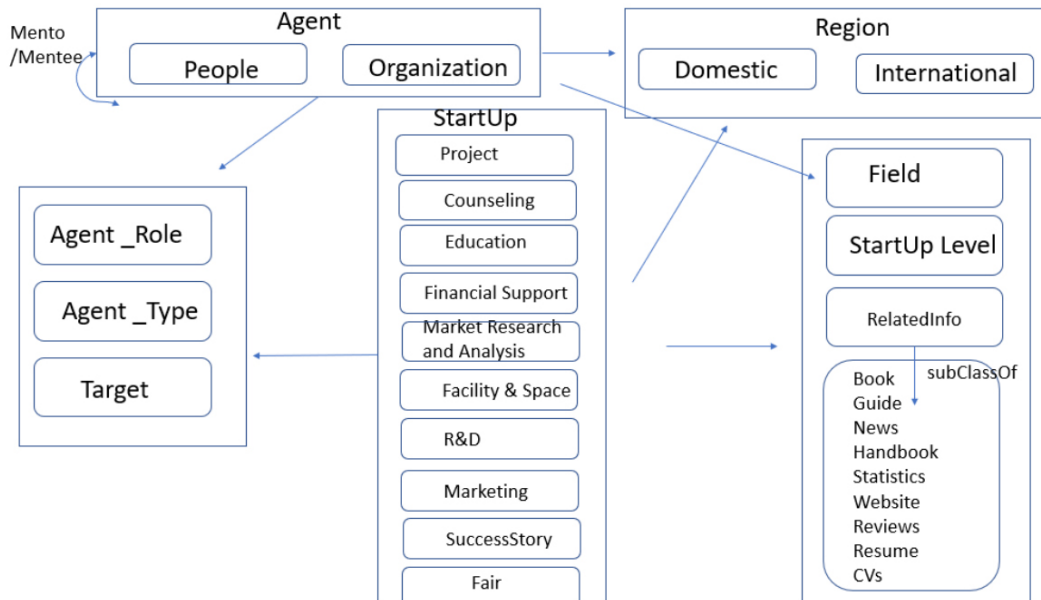 Mento
/Mentee
Agent
People
Organization
Region
Domestic
International
StartUp
Project
Counseling
Education
Financial Support
Market Research
and Analysis
Facility & Space
R&D
Marketing
SuccessStory
Fair
Agent _Role
Agent _Type
Target
Field
StartUp Level
RelatedInfo
subClassOf
Book
Guide
News
Handbook
Statistics
Website
Reviews
Resume
CVs